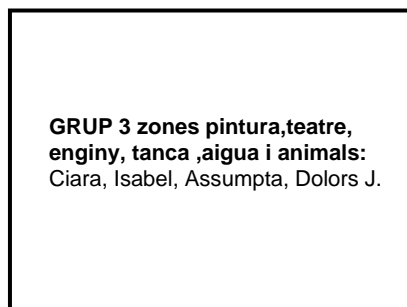 GRUP 3 zones pintura,teatre,
enginy, tanca ,aigua i animals:
Ciara, Isabel, Assumpta, Dolors J.